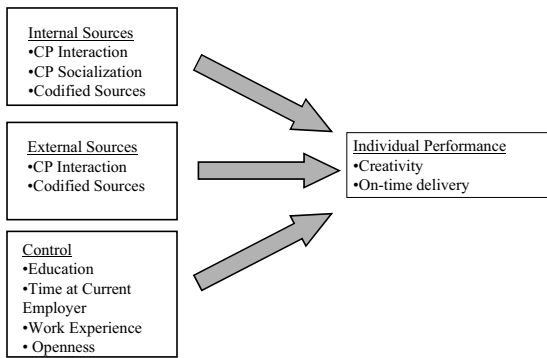 Internal Sources
•CP Interaction
•CP Socialization
•Codified Sources
External Sources
•CP Interaction
•Codified Sources
Individual Performance
•Creativity
•On-time delivery
Control
•Education
•Time at Current
Employer
•Work Experience
•Openness